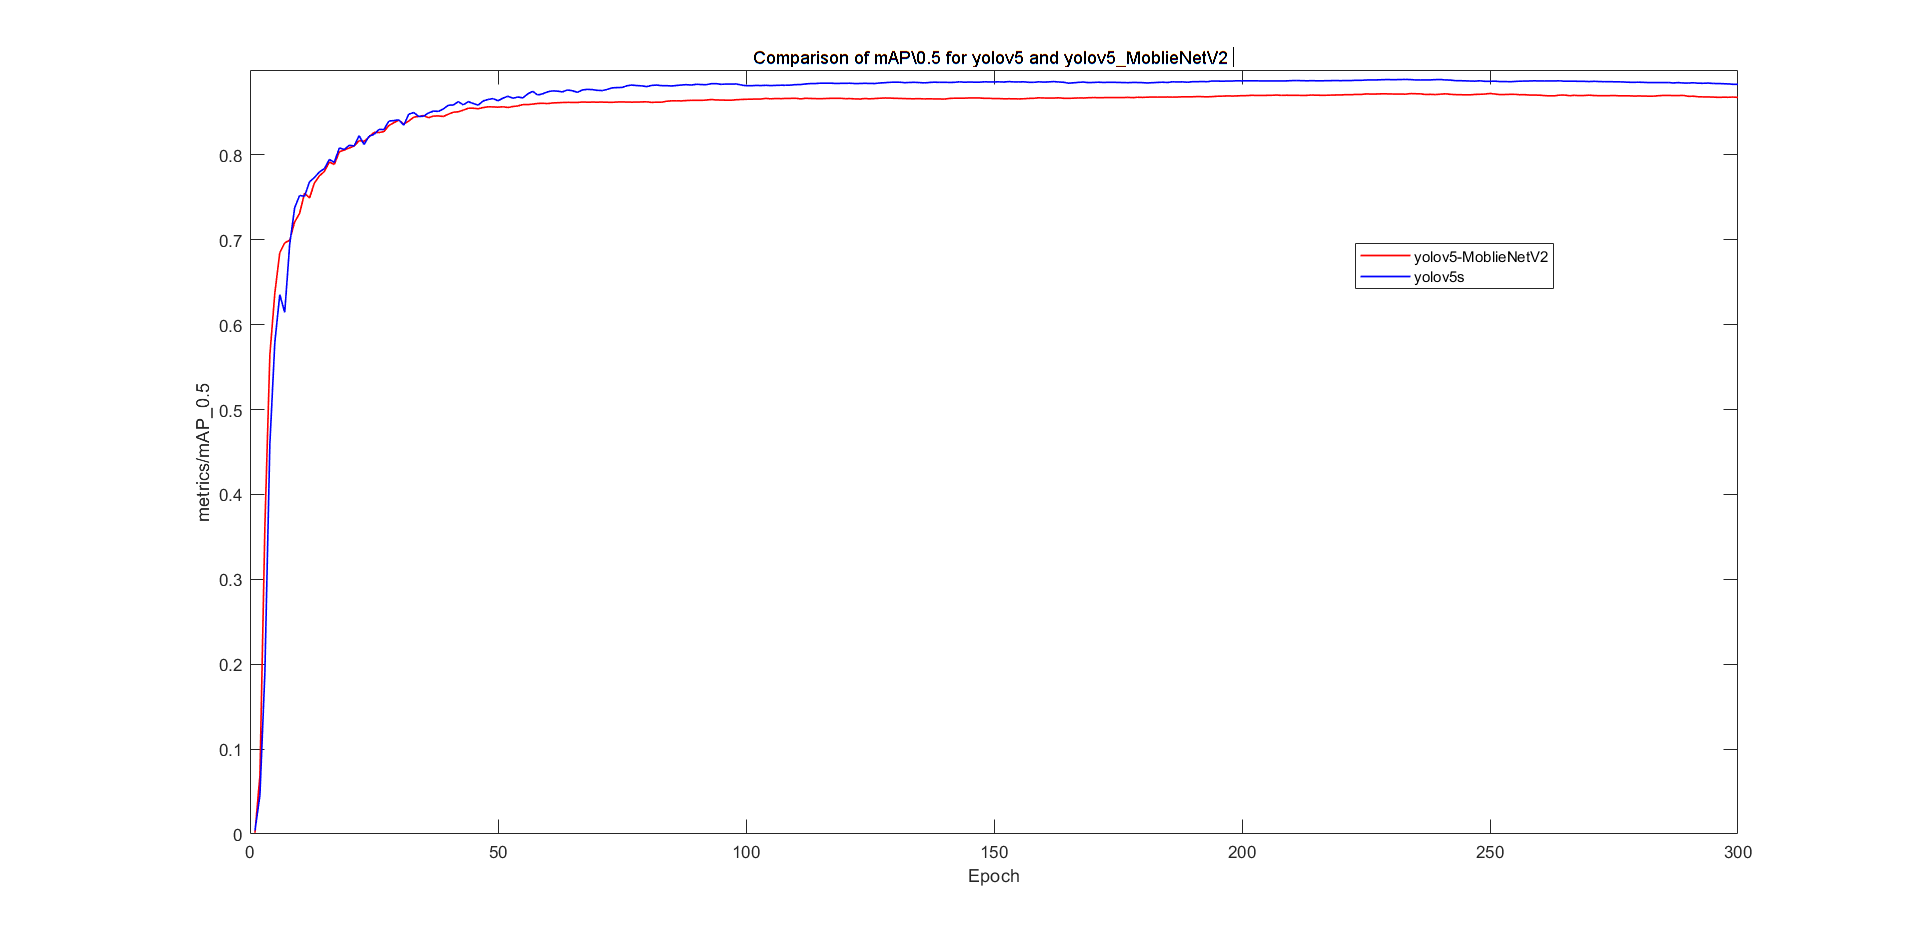 Comparison of mAP\0.5 for yolov5 and yolov5_MoblieNetV2
metrics/mAP_0.5
0.8
0.7
0.6
0.5
0.4
0.3
0.2
0.1
0
yolov5-MoblieNetV2
yolov5s
0 50 100 150 200 250 300
Epoch